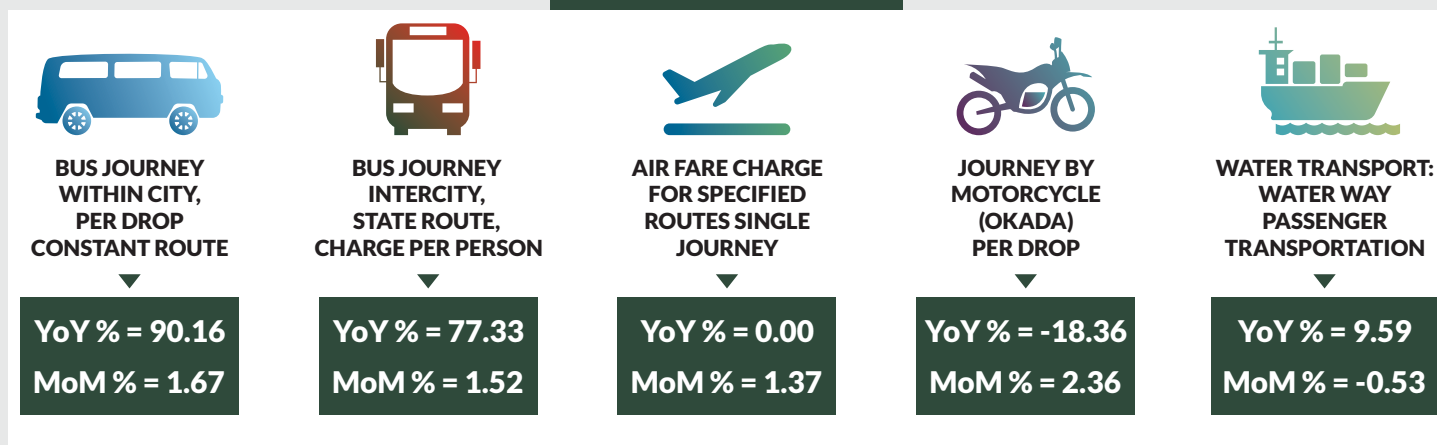 BUS JOURNEY
WITHIN CITY,
PER DROP
CONSTANT ROUTE
YoY % = 90.16
MoM % = 1.67
BUS JOURNEY
INTERCITY,
STATE ROUTE,
CHARGE PER PERSON
YoY % = 77.33
MoM % = 1.52
AIR FARE CHARGE
FOR SPECIFIED
ROUTES SINGLE
JOURNEY
YoY % = 0.00
MoM % = 1.37
JOURNEY BY
MOTORCYCLE
(OKADA)
PER DROP
YoY % = -18.36
MoM % = 2.36
WATER TRANSPORT:
WATER WAY
PASSENGER
TRANSPORTATION
YoY % = 9.59
MoM % = -0.53